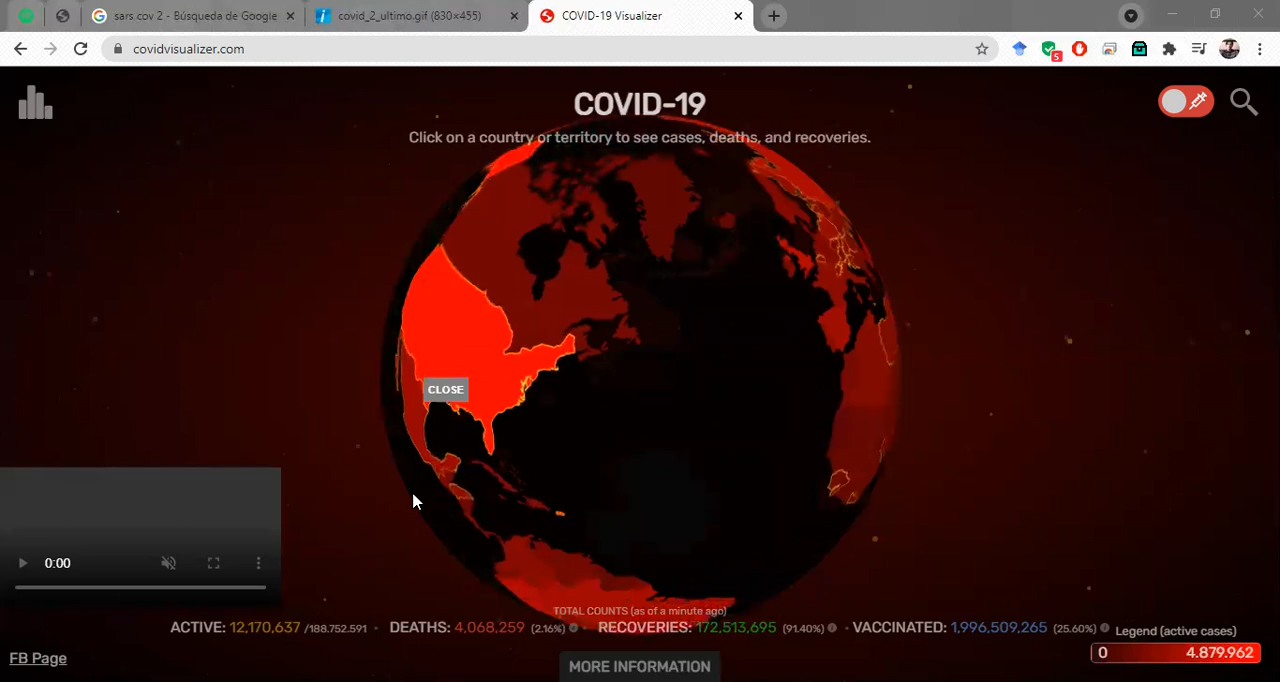 sars cov 2 - Búsqueda de Google
covid_2_ultimo.gif (830×455)
COVID-19 Visualizer
covidvisualizer.com
5
COVID-19
Click on a country or territory to see cases, deaths, and recoveries.
CLOSE
0:00
TOTAL COUNTS (as of a minute ago)
ACTIVE: 12,170,637 /188.752.591 - DEATHS: 4,068,259 (2.16%) - RECOVERIES: 172,513,695 (91.40%) - VACCINATED: 1,996,509,265 (25.60%)
Legend (active cases)
0 4.879.962
FB Page
MORE INFORMATION